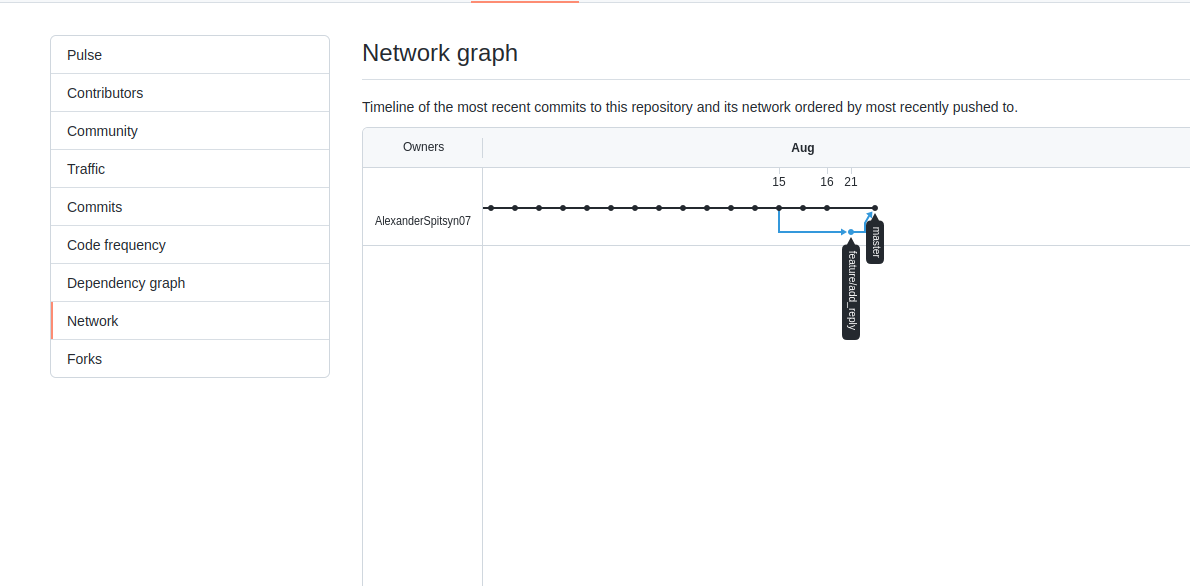 Pulse
Contributors
Community
Traffic
Commits
Code frequency
Dependency graph
Network
Forks
Network graph
Timeline of the most recent commits to this repository and its network ordered by most recently pushed to.
Owners
Aug
15 16 21
AlexanderSpitsyn07
master
feature/add_reply